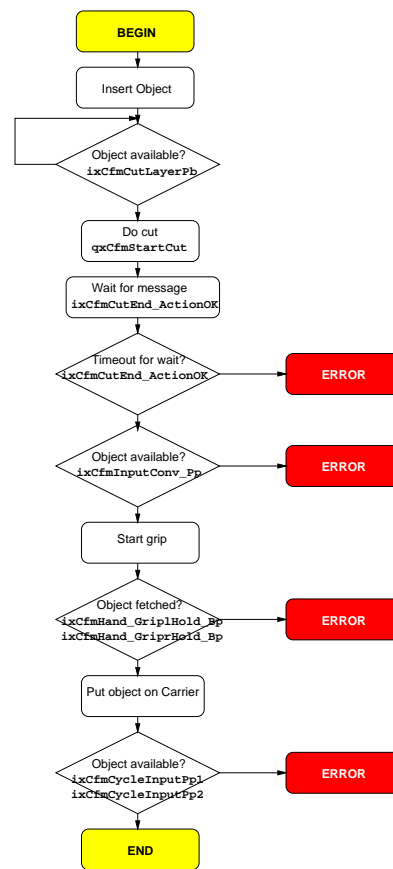 BEGIN
Insert Object
Object available?
ixCfmCutLayerPb
Do cut
qxCfmStartCut
Wait for message
ixCfmCutEnd_ActionOK
Timeout for wait?
ixCfmCutEnd_ActionOK
ERROR
Object available?
ixCfmInputConv_Pp
ERROR
Start grip
Object fetched?
ixCfmHand_GriplHold_Bp
ixCfmHand_GriprHold_Bp
ERROR
Put object on Carrier
Object available?
ixCfmCycleInputPp1
ixCfmCycleInputPp2
ERROR
END